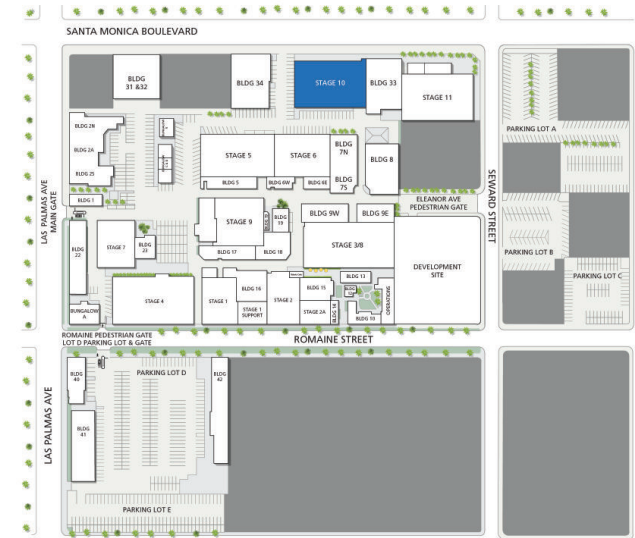 SANTA MONICA BOULEVARD
BLDG
31 &32
BLDG 34
STAGE 10
BLDG 33
STAGE 11
BLDG 2N
BLDG 2A
BLDG 2S
BLDG 1
STAGE 5
STAGE 6
BLDG
7N
BLDG
7S
BLDG 8
BLDG 5
BLDG 6W
BLDG 6E
PARKING LOT A
LAS PALMAS AVE
MAIN GATE
ELEANOR AVE
PEDESTRIAN GATE
SEWARD STREET
BLDG
22
STAGE 7
BLDG
23
STAGE 9
BLDG
19
BLDG 17
BLDG 18
BLDG 9W
BLDG 9E
STAGE 3/8
DEVELOPMENT
SITE
PARKING LOT B
PARKING LOT C
BUNGALOW
A
STAGE 4
STAGE 1
BLDG 16
STAGE 1
SUPPORT
STAGE 2
BLDG 15
STAGE 2A
BLDG 14
BLDG 13
BLDG 10
OPERATIONS
ROMAINE PEDESTRIAN GATE
LOT D PARKING LOT & GATE
ROMAINE STREET
LAS PALMAS AVE
BLDG
40
BLDG
41
PARKING LOT D
BLDG
42
PARKING LOT E